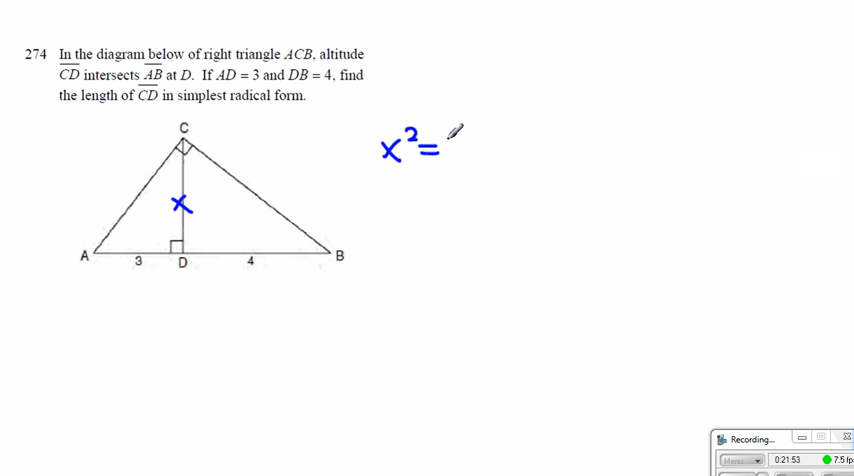 274 In the diagram below of right triangle ACB, altitude
CD intersects AB at D. If AD = 3 and DB = 4, find
the length of CD in simplest radical form.
C
x² =
x
A
3
D
4
B
Recording...
Menu
0:21:53
7.5 fp